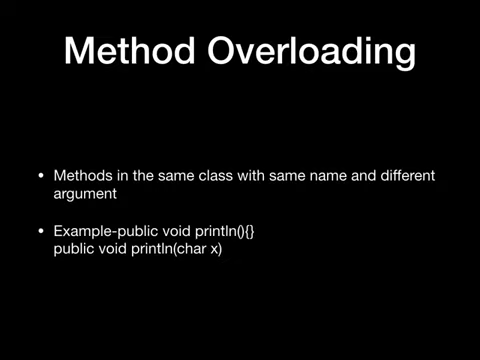 Method Overloading
• Methods in the same class with same name and different
argument
• Example-public void println(){}
public void println(char x)